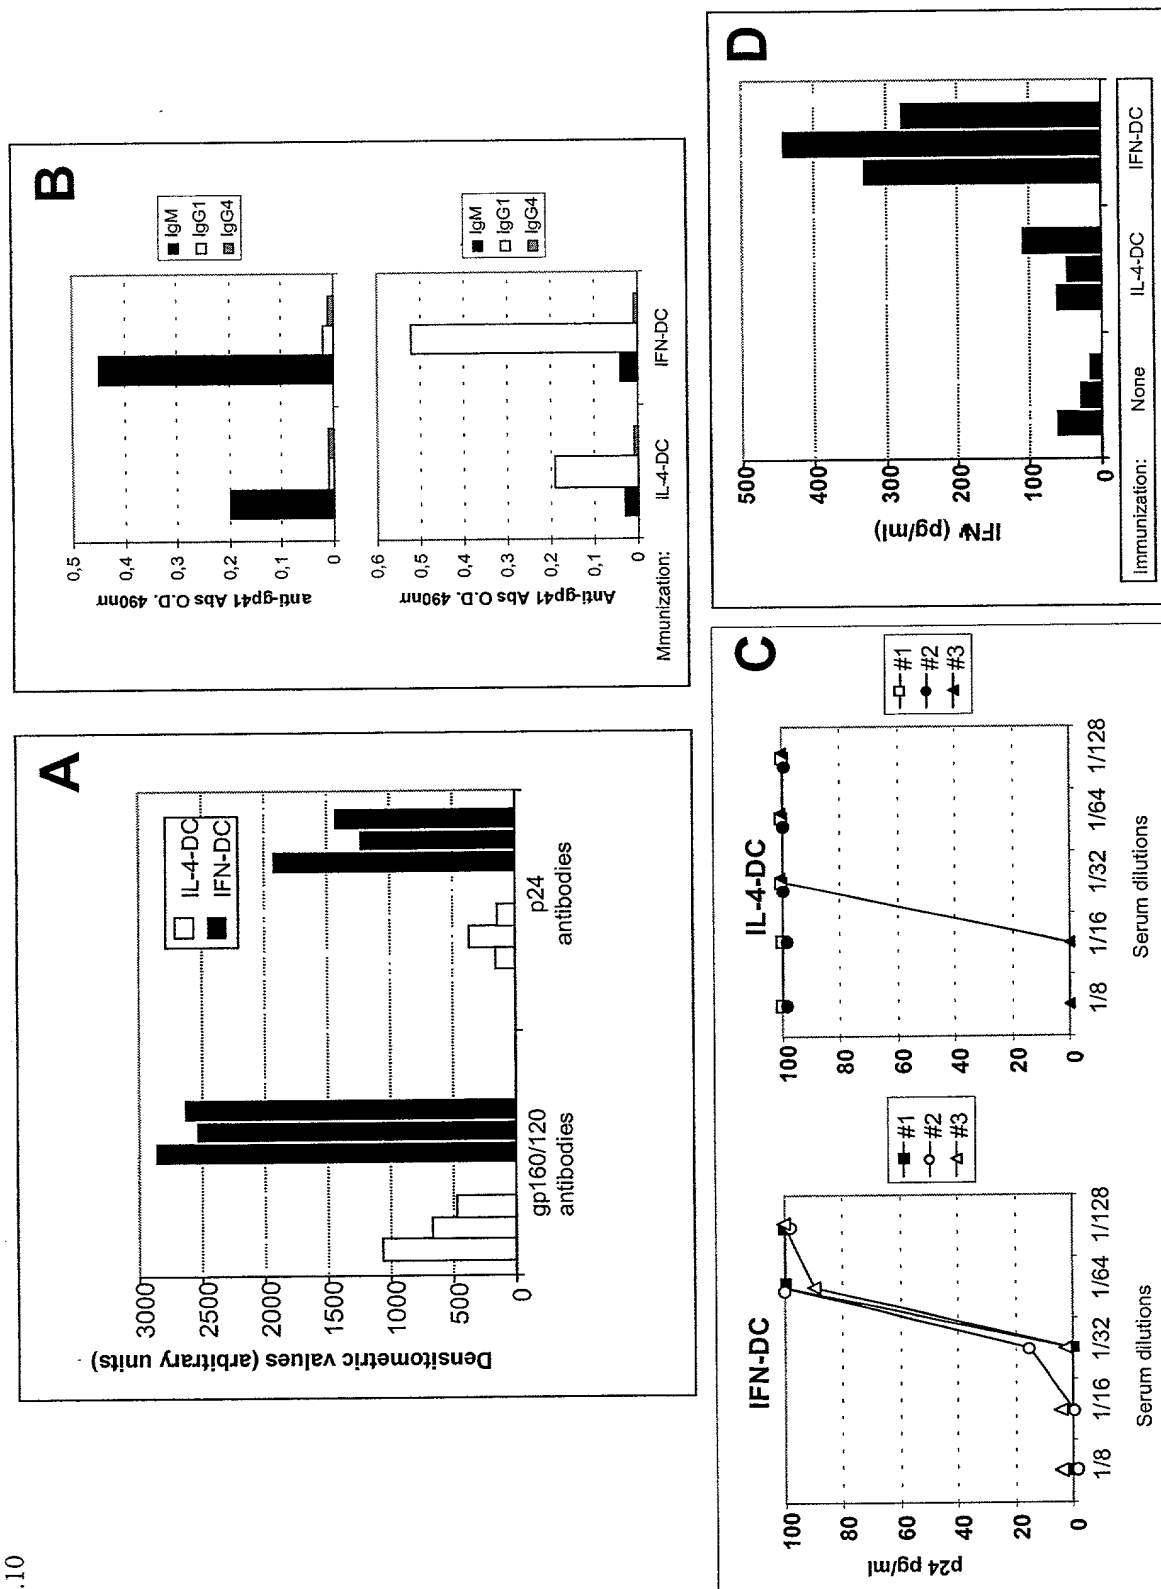 .10
A
Densitometric values (arbitrary units)
3000
2500
2000
1500
1000
500
0
IL-4-DC
IFN-DC
gp160/120
antibodies
p24
antibodies
B
anti-gp41 Abs O.D. 490nr
0,5
0,4
0,3
0,2
0,1
0
IgM
IgG1
IgG4
Anti-gp41 Abs O.D. 490nr
0,6
0,5
0,4
0,3
0,2
0,1
0
IgM
IgG1
IgG4
Mmunization:
IL-4-DC
IFN-DC
C
IFN-DC
p24 pg/ml
100
80
60
40
20
0
1/8
1/16
1/32
1/64
1/128
Serum dilutions
#1
#2
#3
IL-4-DC
100
80
60
40
20
0
1/8
1/16
1/32
1/64
1/128
Serum dilutions
#1
#2
#3
D
(pg/ml)
500
400
300
200
100
0
Immunization:
None
IL-4-DC
IFN-DC